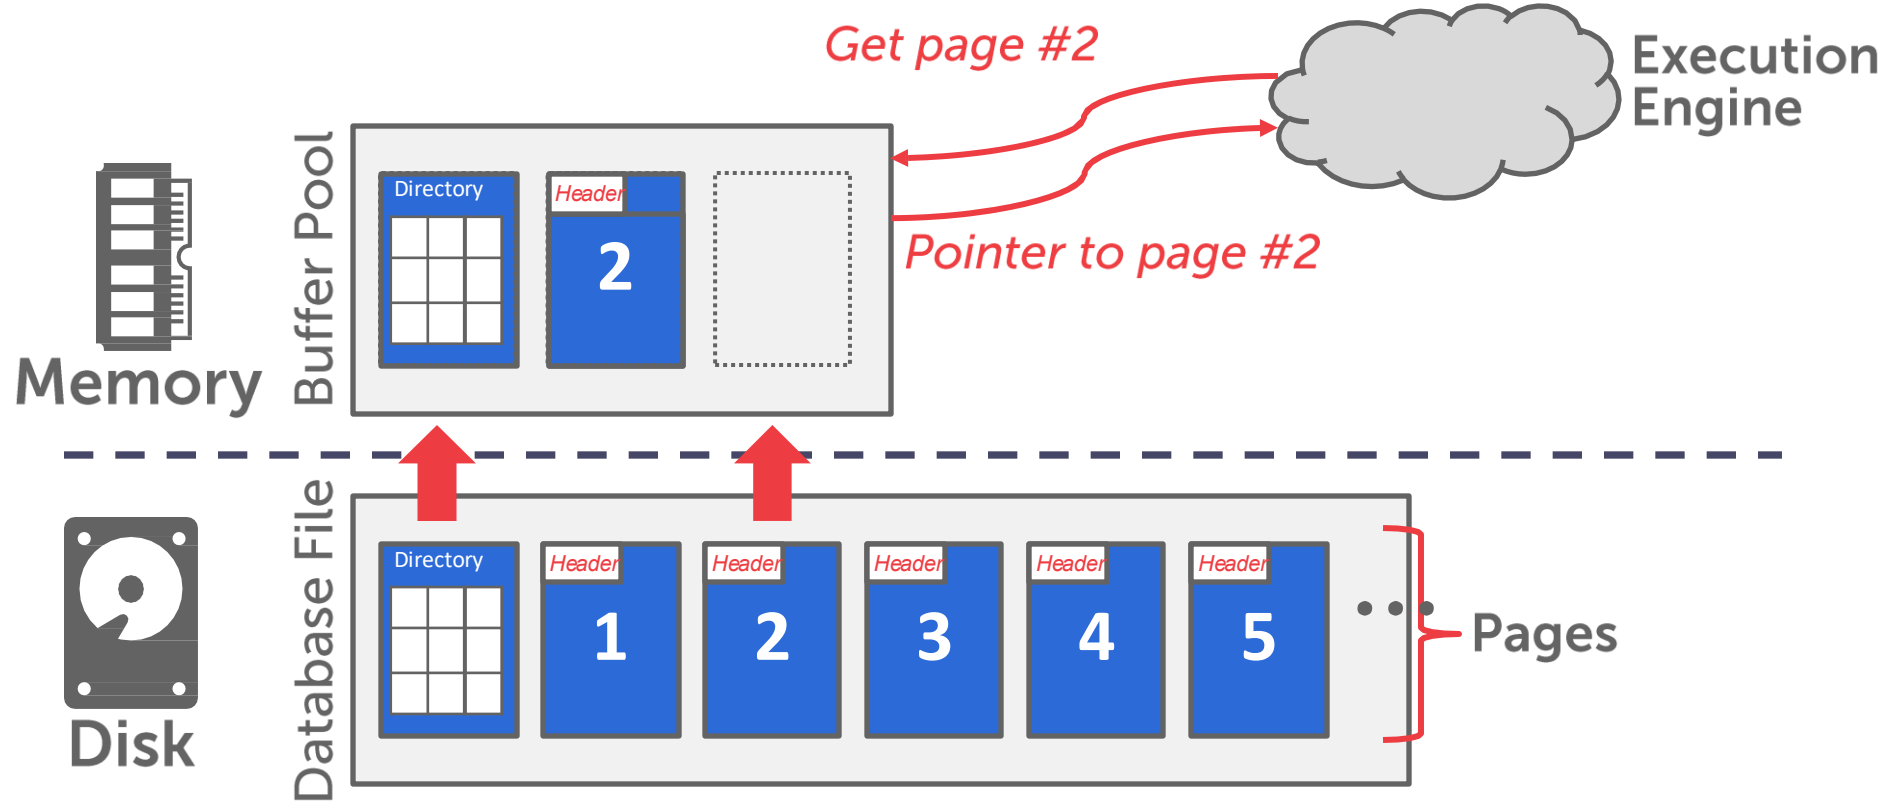 Get page #2
Execution
Engine
Buffer Pool
Directory
Header
2
Pointer to page #2
Memory
Database File
Directory
Header
1
Header
2
Header
3
Header
4
Header
5
...
Pages
Disk